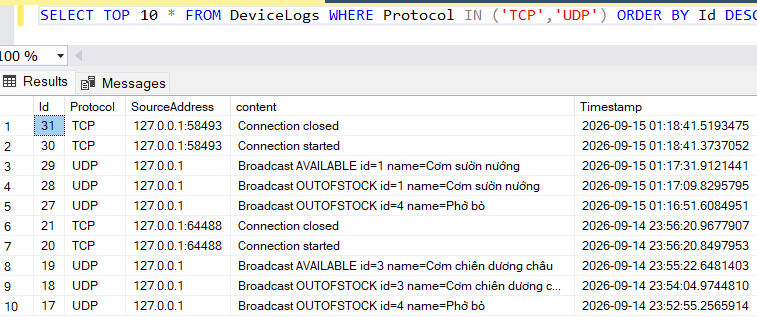 SELECT TOP 10 * FROM DeviceLogs WHERE Protocol IN ('TCP','UDP') ORDER BY Id DESC
100 %
Results Messages
Id Protocol SourceAddress content Timestamp
1 31 TCP 127.0.0.1:58493 Connection closed 2026-09-15 01:18:41.5193475
2 30 TCP 127.0.0.1:58493 Connection started 2026-09-15 01:18:41.3737052
3 29 UDP 127.0.0.1 Broadcast AVAILABLE id=1 name=Cơm sườn nướng 2026-09-15 01:17:31.9121441
4 28 UDP 127.0.0.1 Broadcast OUTOFSTOCK id=1 name=Cơm sườn nướng 2026-09-15 01:17:09.8295795
5 27 UDP 127.0.0.1 Broadcast OUTOFSTOCK id=4 name=Phở bò 2026-09-15 01:16:51.6084951
6 21 TCP 127.0.0.1:64488 Connection closed 2026-09-14 23:56:20.9677907
7 20 TCP 127.0.0.1:64488 Connection started 2026-09-14 23:56:20.8497953
8 19 UDP 127.0.0.1 Broadcast AVAILABLE id=3 name=Cơm chiên dương châu 2026-09-14 23:55:22.6481403
9 18 UDP 127.0.0.1 Broadcast OUTOFSTOCK id=3 name=Cơm chiên dương c... 2026-09-14 23:54:04.9744810
10 17 UDP 127.0.0.1 Broadcast OUTOFSTOCK id=4 name=Phở bò 2026-09-14 23:52:55.2565914